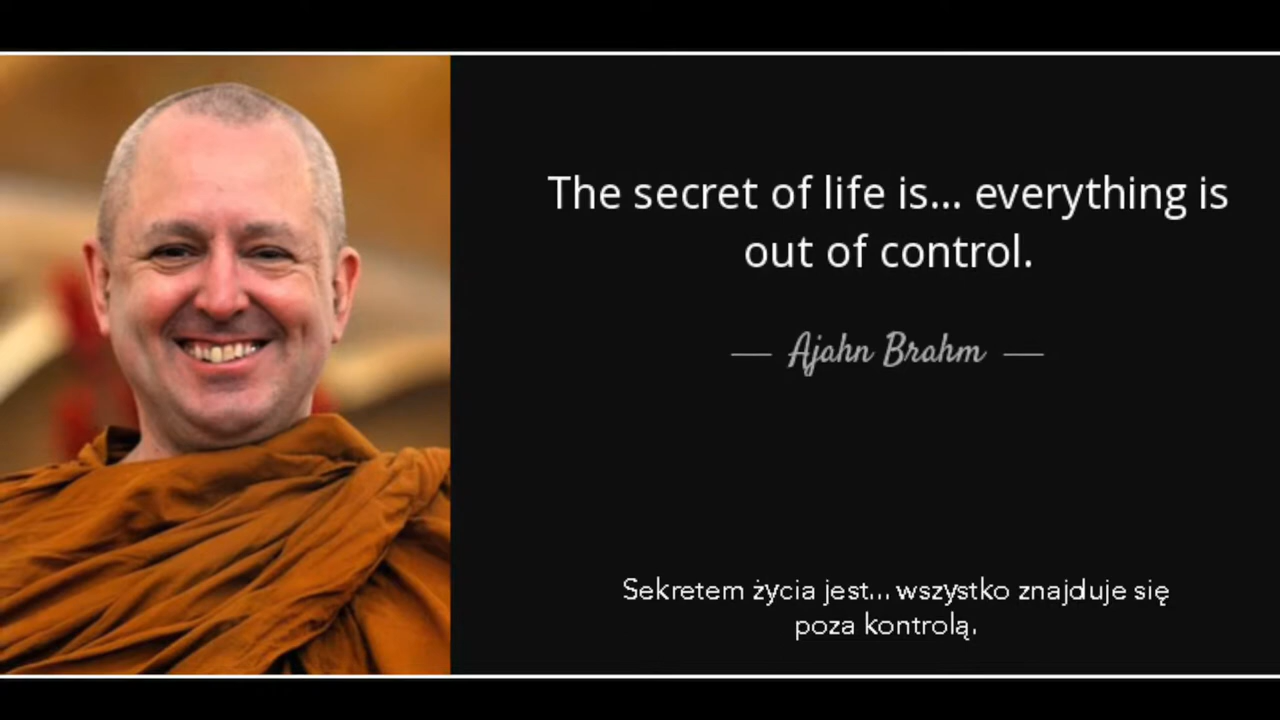 The secret of life is... everything is
out of control.
Ajahn Brahm
Sekretem życia jest... wszystko znajduje się
poza kontrolą.